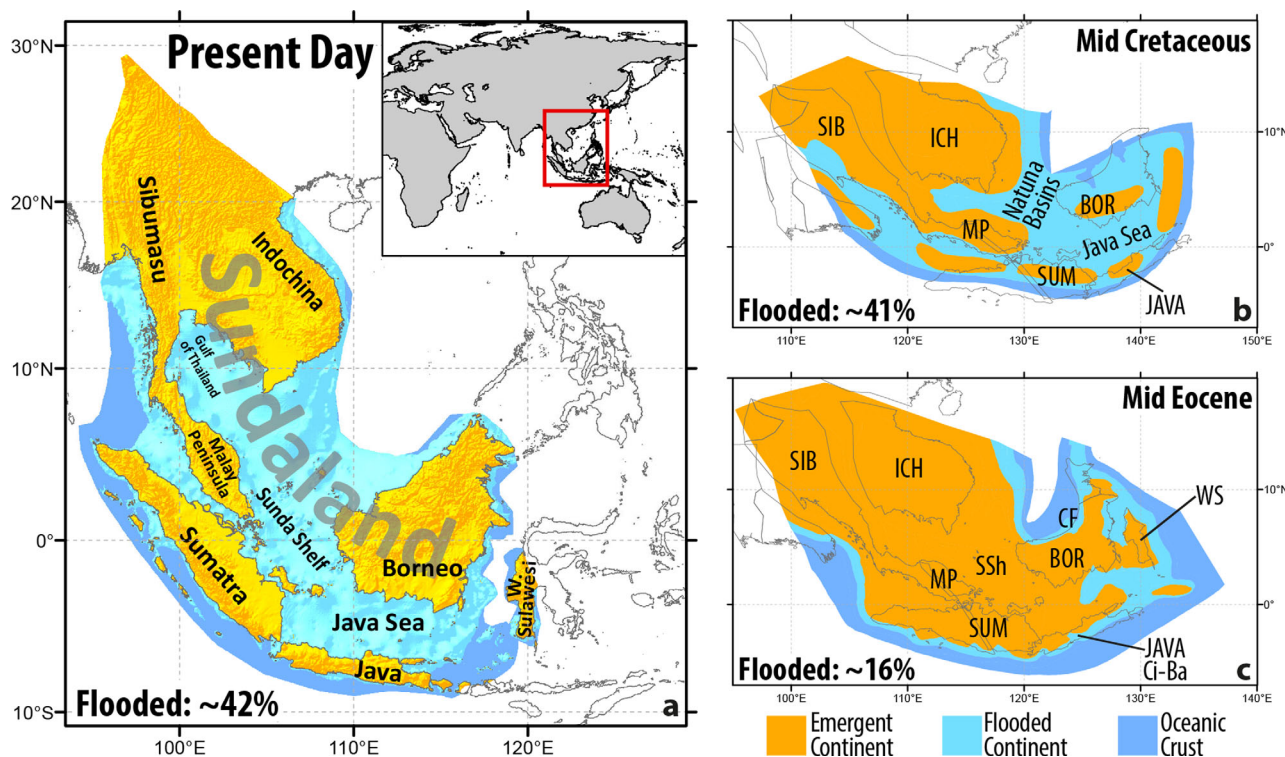 Present Day
30°N
20°N
10°N
0°
10°S
Sibumasu
Indochina
Sundaland
Gulf
of Thailand
Malay
Peninsula
Sunda Shelf
Sumatra
Borneo
W.
Sulawesi
Java Sea
Java
Flooded: ~42%
a
100°E
110°E
120°E
Mid Cretaceous
SIB
ICH
Natuna
Basins
BOR
MP
Java Sea
SUM
JAVA
10°N
0°
Flooded: ~41%
b
110°E
120°E
130°E
140°E
150°E
Mid Eocene
SIB
ICH
WS
CF
BOR
SSh
MP
SUM
JAVA
Ci-Ba
10°N
0°
Flooded: ~16%
c
100°E
110°E
120°E
130°E
140°E
Emergent
Continent
Flooded
Continent
Oceanic
Crust